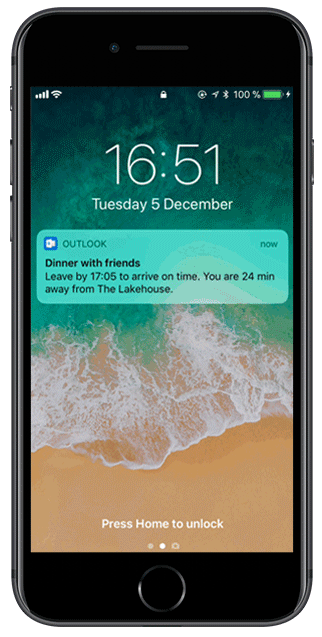 100 %
16:51
Tuesday 5 December
OUTLOOK now
Dinner with friends
Leave by 17:05 to arrive on time. You are 24 min
away from The Lakehouse.
Press Home to unlock